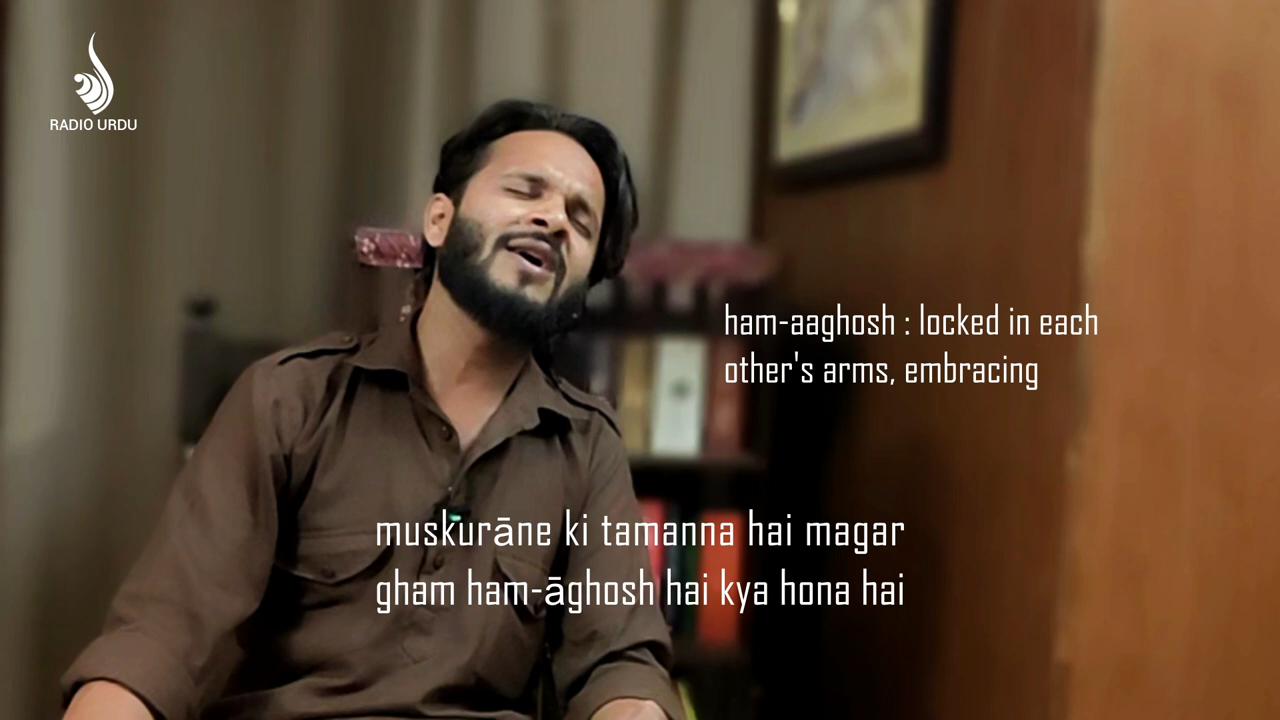 RADIO URDU
ham-aaghosh : locked in each
other's arms, embracing
muskurāne ki tamanna hai magar
gham ham-āghosh hai kya hona hai